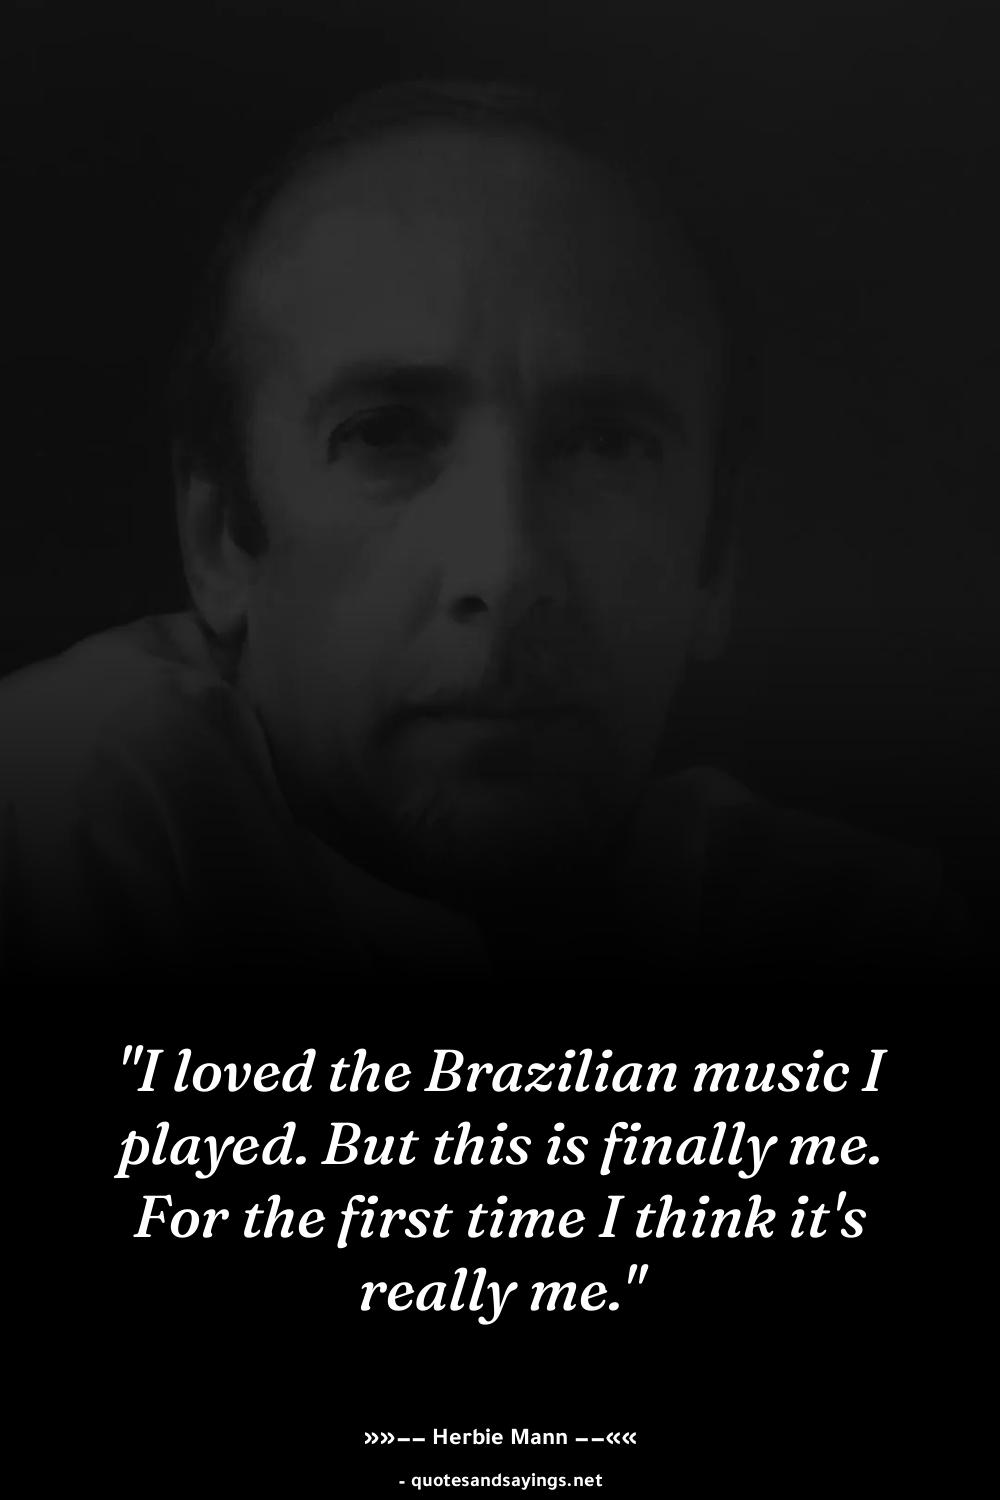 "I loved the Brazilian music I
played. But this is finally me.
For the first time I think it's
really me."
»»−− Herbie Mann −−««
- quotesandsayings.net